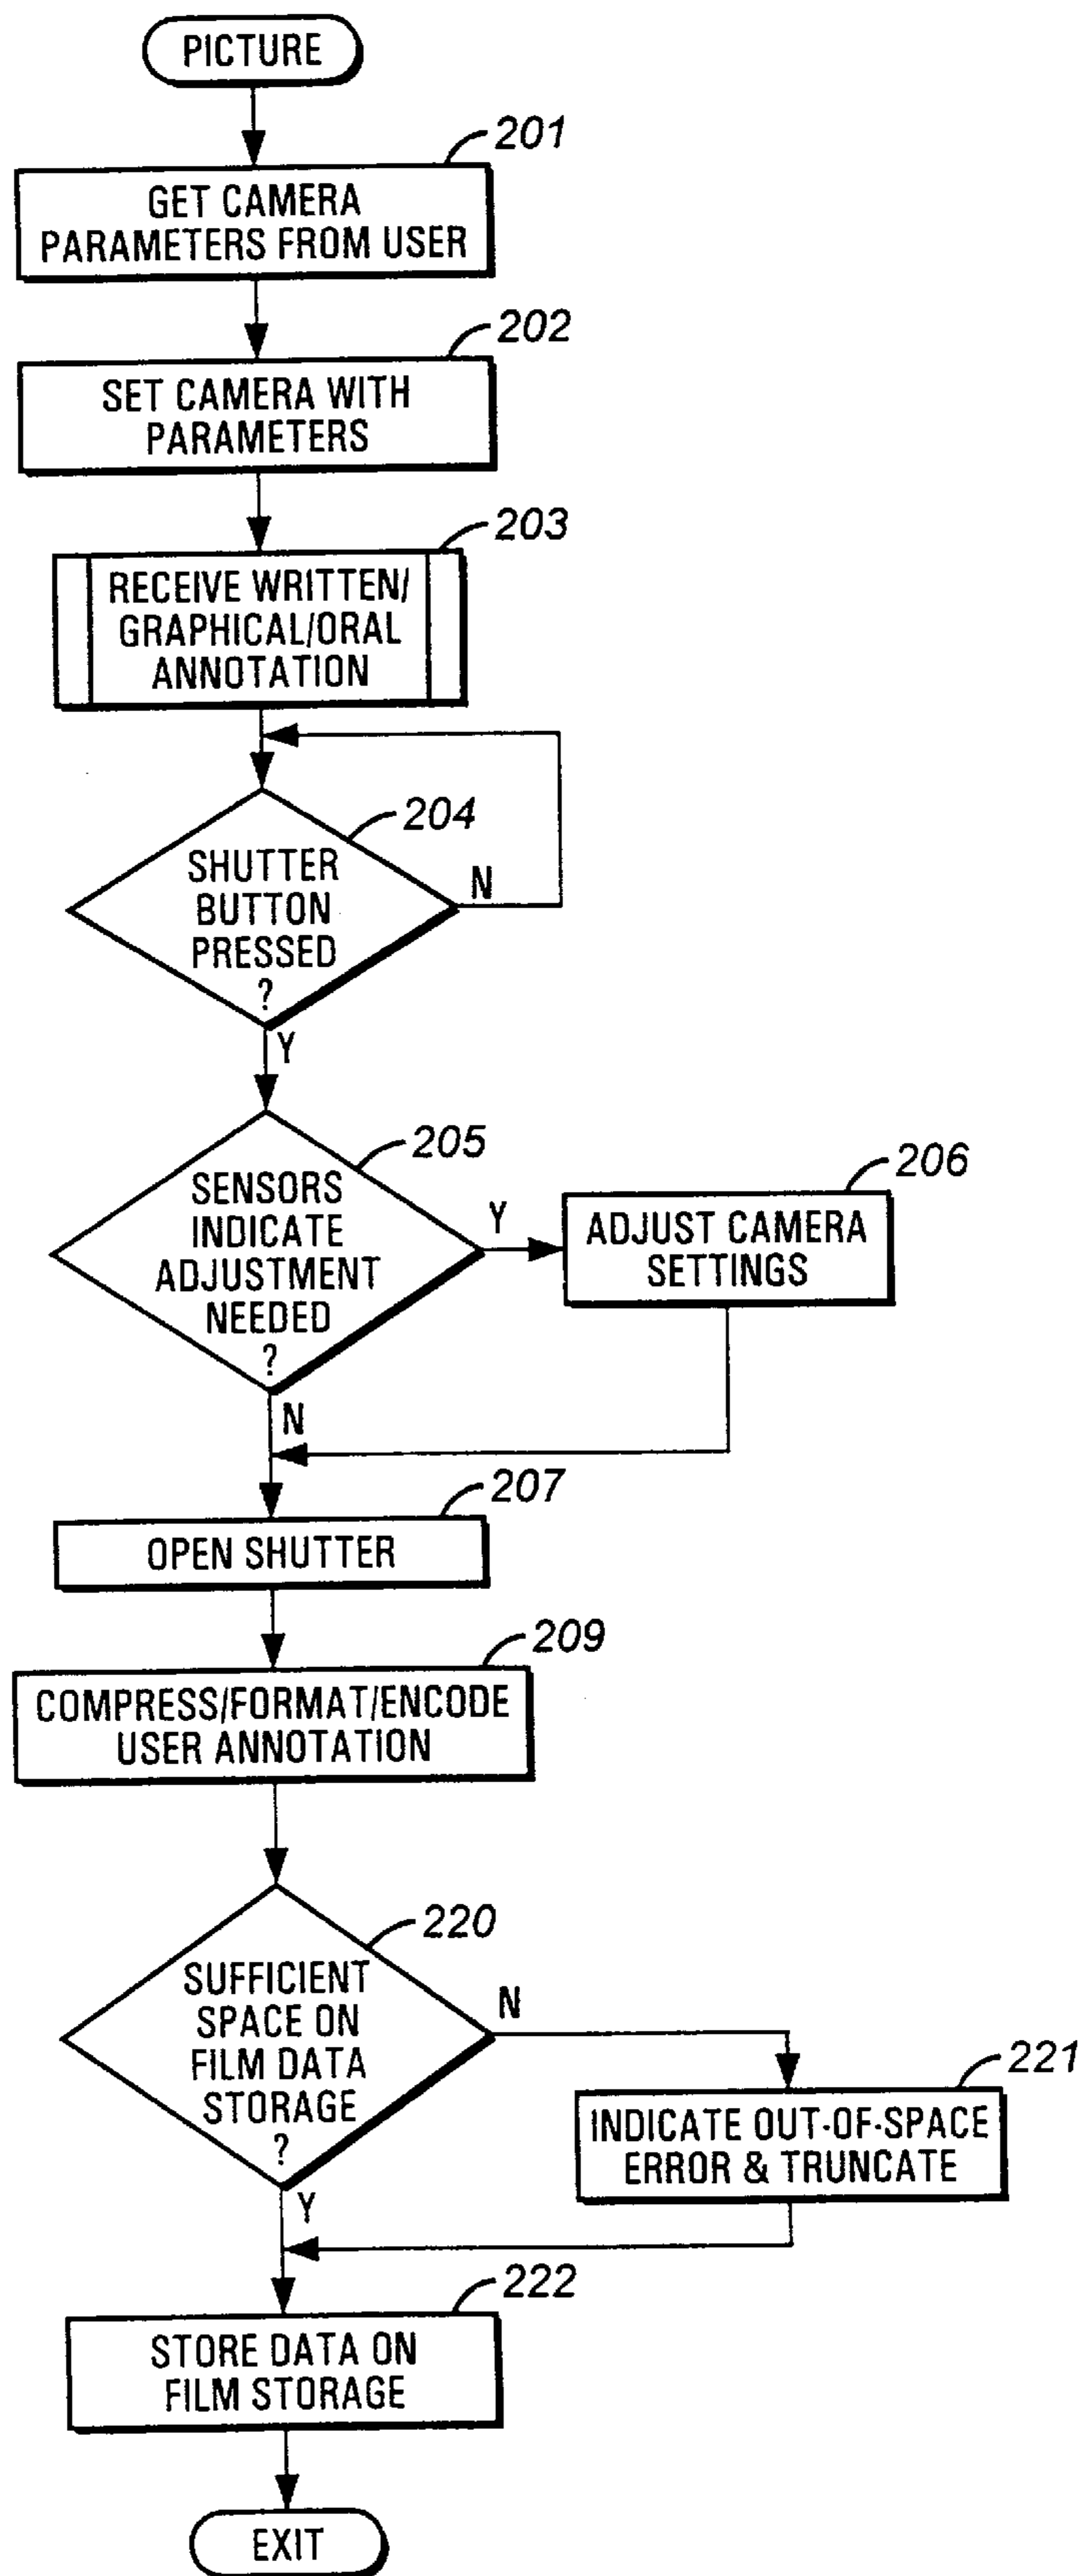 PICTURE
201
GET CAMERA
PARAMETERS FROM USER
202
SET CAMERA WITH
PARAMETERS
203
RECEIVE WRITTEN/
GRAPHICAL/ORAL
ANNOTATION
204
SHUTTER
BUTTON
PRESSED
?
N
Y
205
SENSORS
INDICATE
ADJUSTMENT
NEEDED
?
Y
N
206
ADJUST CAMERA
SETTINGS
207
OPEN SHUTTER
209
COMPRESS/FORMAT/ENCODE
USER ANNOTATION
220
SUFFICIENT
SPACE ON
FILM DATA
STORAGE
?
N
Y
221
INDICATE OUT-OF-SPACE
ERROR & TRUNCATE
222
STORE DATA ON
FILM STORAGE
EXIT